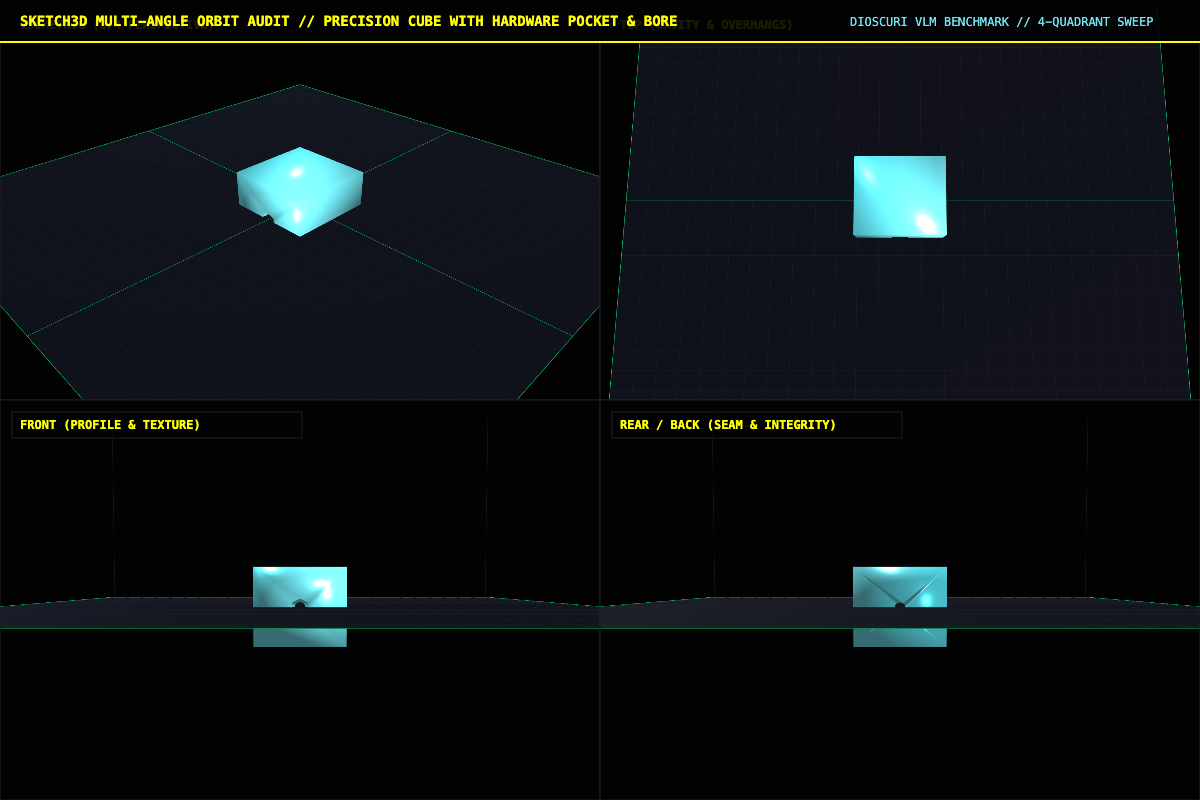 SKETCH3D MULTI-ANGLE ORBIT AUDIT // PRECISION CUBE WITH HARDWARE POCKET & BORE
DIOSCURI VLM BENCHMARK // 4-QUADRANT SWEEP
FRONT (PROFILE & TEXTURE)
REAR / BACK (SEAM & INTEGRITY)